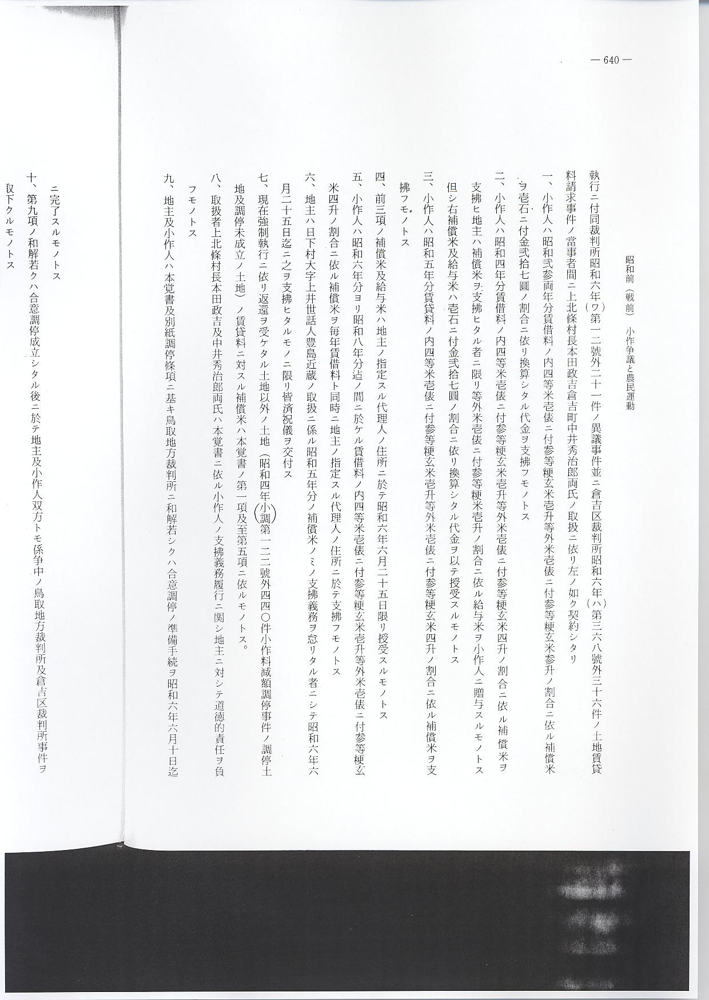 ― 640 ―
昭和前（戦前） 小作争議と農民運動
執行ニ付同裁判所昭和六年(ワ)第一二號外二十一件ノ異議事件並ニ倉吉区裁判所昭和六年(ハ)第三六八號外三十六件ノ土地賃貸
料請求事件ノ當事者間ニ上北條村長本田政吉倉吉町中井秀治郎両氏ノ取扱ニ依リ左ノ如ク契約シタリ
一、小作人ハ昭和弐参両年分賃借料ノ内四等米壱俵ニ付参等粳玄米壱升等外米壱俵ニ付参等粳玄米参升ノ割合ニ依ル補償米
ヲ壱石ニ付金弐拾七圓ノ割合ニ依リ換算シタル代金ヲ支拂フモノトス
二、小作人ハ昭和四年分賃借料ノ内四等米壱俵ニ付参等粳玄米壱升等外米壱俵ニ付参等粳玄米四升ノ割合ニ依ル補償米ヲ
支拂ヒ地主ハ補償米ヲ支拂ヒタル者ニ限リ等外米壱俵ニ付参等粳米壱升ノ割合ニ依ル給与米ヲ小作人ニ贈与スルモノトス
但シ右補償米及給与米ハ壱石ニ付金弐拾七圓ノ割合ニ依リ換算シタル代金ヲ以テ授受スルモノトス
三、小作人ハ昭和五年分賃貸料ノ内四等米壱俵ニ付参等粳玄米壱升等外米壱俵ニ付参等粳玄米四升ノ割合ニ依ル補償米ヲ支
拂フモノトス
四、前三項ノ補償米及給与米ハ地主ノ指定スル代理人ノ住所ニ於テ昭和六年六月二十五日限リ授受スルモノトス
五、小作人ハ昭和六年分ヨリ昭和八年分迠ノ間ニ於ケル賃借料ノ内四等米壱俵ニ付参等粳玄米壱升等外米壱俵ニ付参等粳玄
米四升ノ割合ニ依ル補償米ヲ毎年賃借料ト同時ニ地主ノ指定スル代理人ノ住所ニ於テ支拂フモノトス
六、地主ハ日下村大字上井世話人豊島近蔵ノ取扱ニ係ル昭和五年分ノ補償米ノミノ支拂義務ヲ怠リタル者ニシテ昭和六年六
月二十五日迄ニ之ヲ支拂ヒタルモノニ限リ皆済祝儀ヲ交付ス
七、現在強制執行ニ依リ返還ヲ受ケタル土地以外ノ土地（昭和四年(小調)第一二二號外四四〇件小作料減額調停事件ノ調停土
地及調停未成立ノ土地）ノ賃貸料ニ対スル補償米ハ本覚書ノ第一項及至第五項ニ依ルモノトス。
八、取扱者上北條村長本田政吉及中井秀治郎両氏ハ本覚書ニ依ル小作人ノ支拂義務履行ニ関シ地主ニ対シテ道徳的責任ヲ負
フモノトス
九、地主及小作人ハ本覚書及別紙調停條項ニ基キ鳥取地方裁判所ニ和解若シクハ合意調停ノ準備手続ヲ昭和六年六月十日迄
ニ完了スルモノトス
十、第九項ノ和解若クハ合意調停成立シタル後ニ於テ地主及小作人双方トモ係争中ノ鳥取地方裁判所及倉吉区裁判所事件ヲ
取下クルモノトス